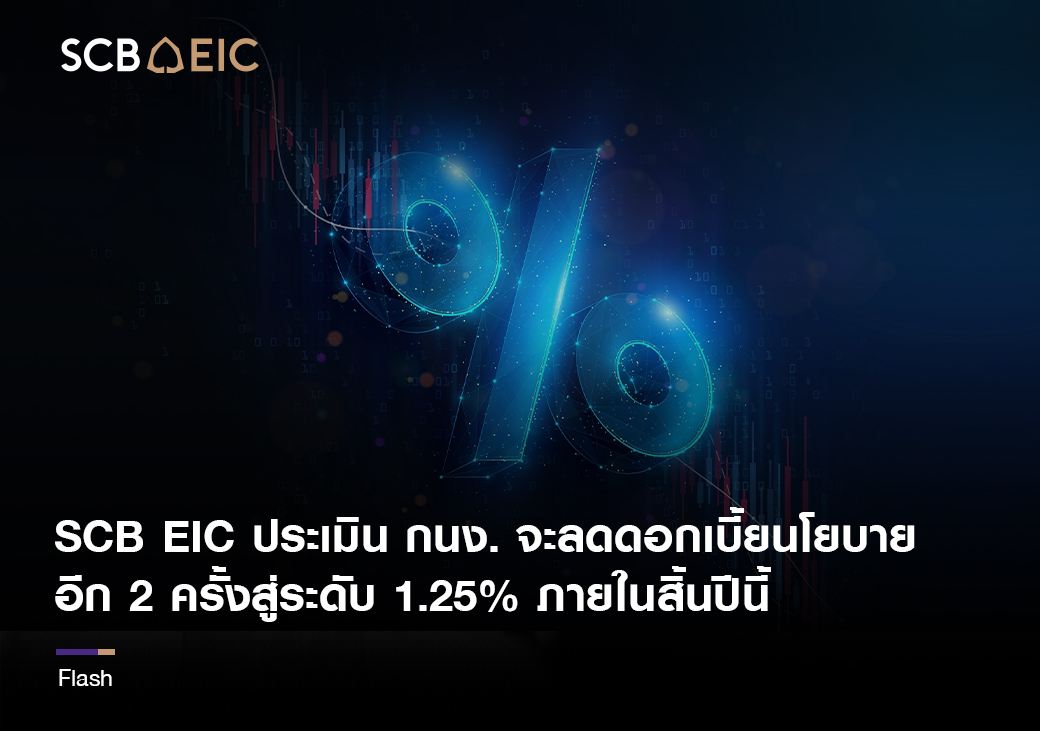 SCB EIC
SCB EIC ประเมิน กนง. จะลดดอกเบี้ยนโยบาย
อีก 2 ครั้งสู่ระดับ 1.25% ภายในสิ้นปีนี้
Flash